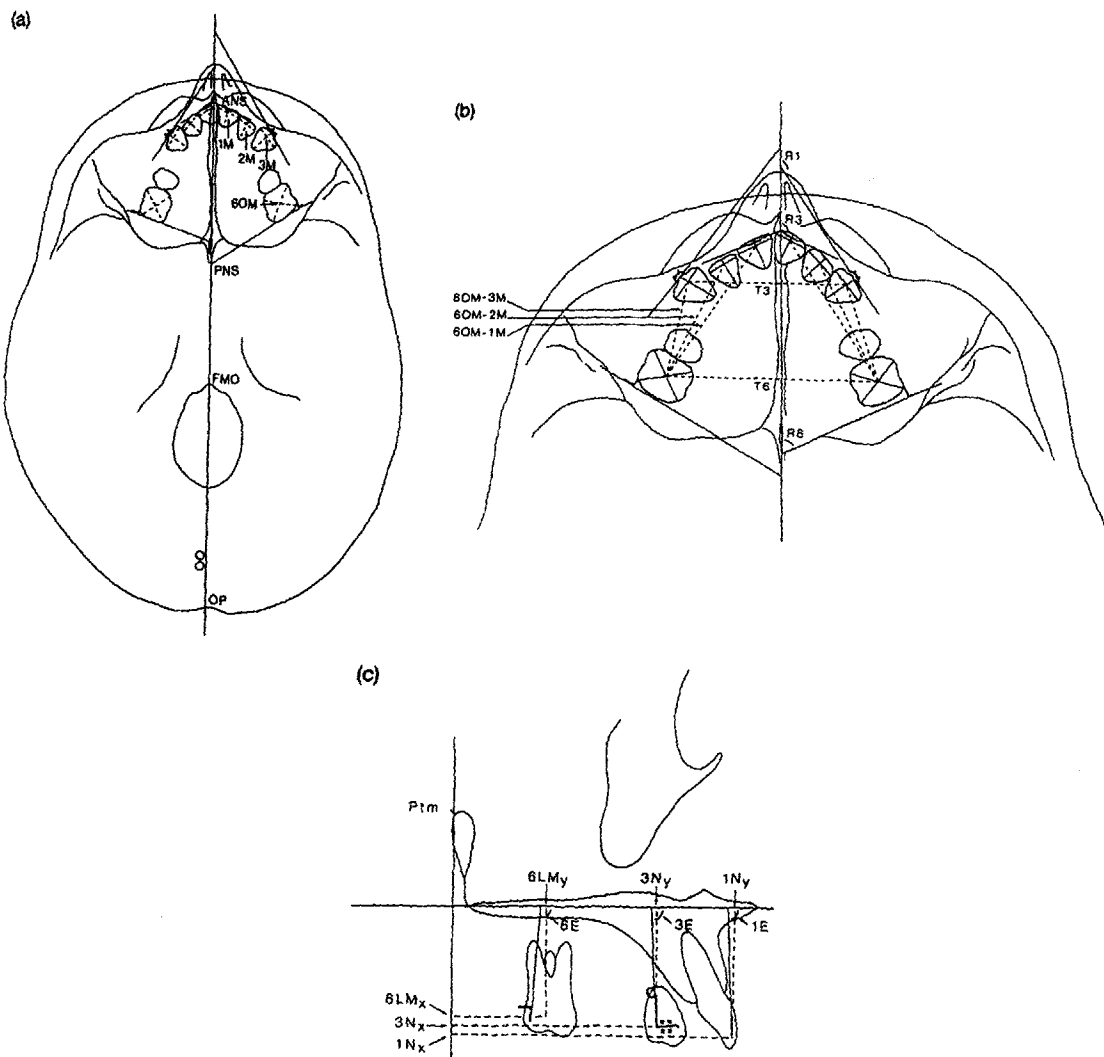 (a)
ANS
1M
2M
3M
6OM
PNS
FMO
OP
(b)
R1
R3
T3
6OM-3M
6OM-2M
6OM-1M
T6
R6
(c)
Ptm
6LMy
3Ny
1Ny
6E
3E
1E
6LMx
3Nx
1Nx